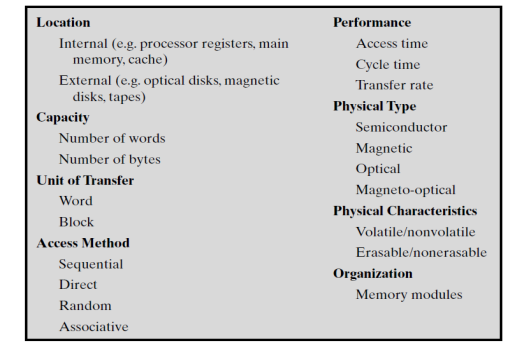 Location
Internal (e.g. processor registers, main
memory, cache)
External (e.g. optical disks, magnetic
disks, tapes)
Capacity
Number of words
Number of bytes
Unit of Transfer
Word
Block
Access Method
Sequential
Direct
Random
Associative
Performance
Access time
Cycle time
Transfer rate
Physical Type
Semiconductor
Magnetic
Optical
Magneto-optical
Physical Characteristics
Volatile/nonvolatile
Erasable/nonerasable
Organization
Memory modules